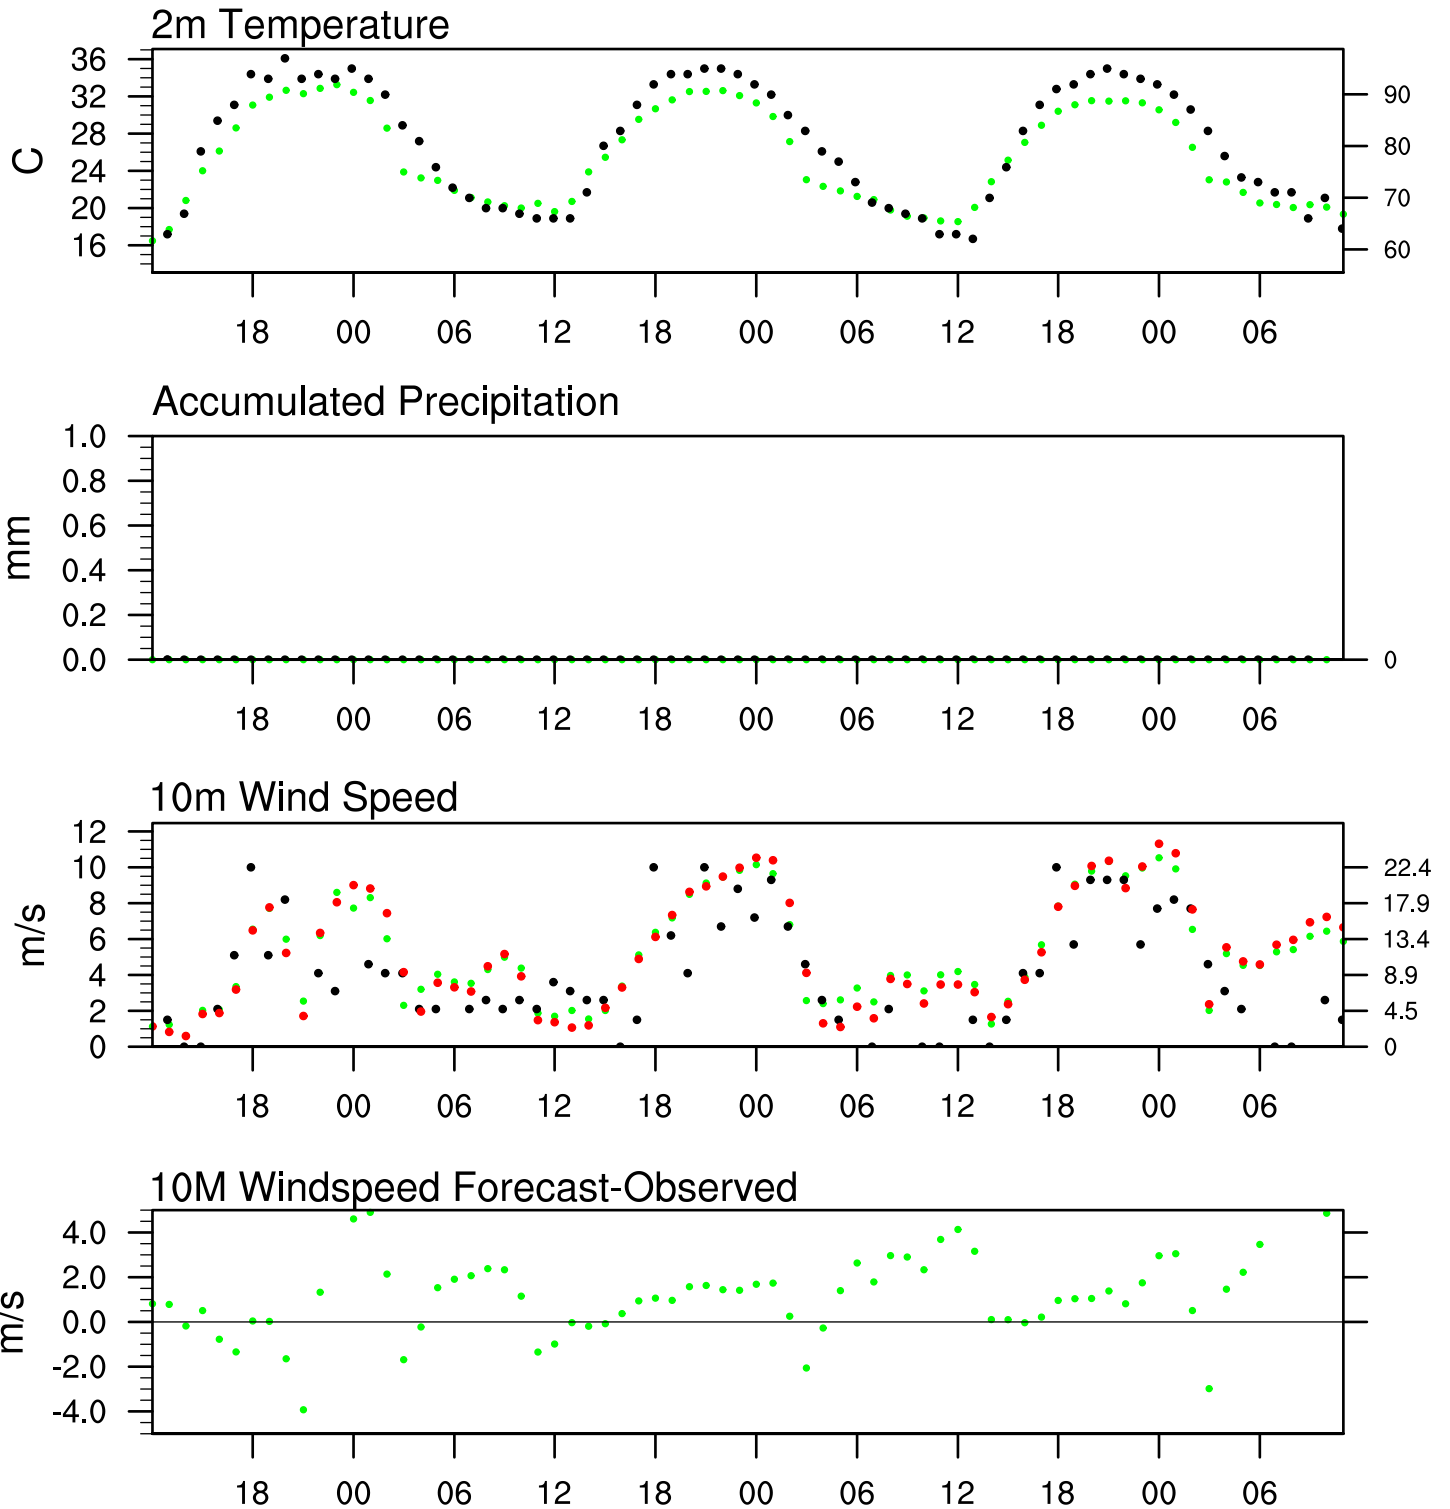 2m Temperature
36
32
28
24
20
16
C
90
80
70
60
18 00 06 12 18 00 06 12 18 00 06
Accumulated Precipitation
1.0
0.8
0.6
0.4
0.2
0.0
mm
0
18 00 06 12 18 00 06 12 18 00 06
10m Wind Speed
12
10
8
6
4
2
0
m/s
22.4
17.9
13.4
8.9
4.5
0
18 00 06 12 18 00 06 12 18 00 06
10M Windspeed Forecast-Observed
4.0
2.0
0.0
-2.0
-4.0
m/s
18 00 06 12 18 00 06 12 18 00 06